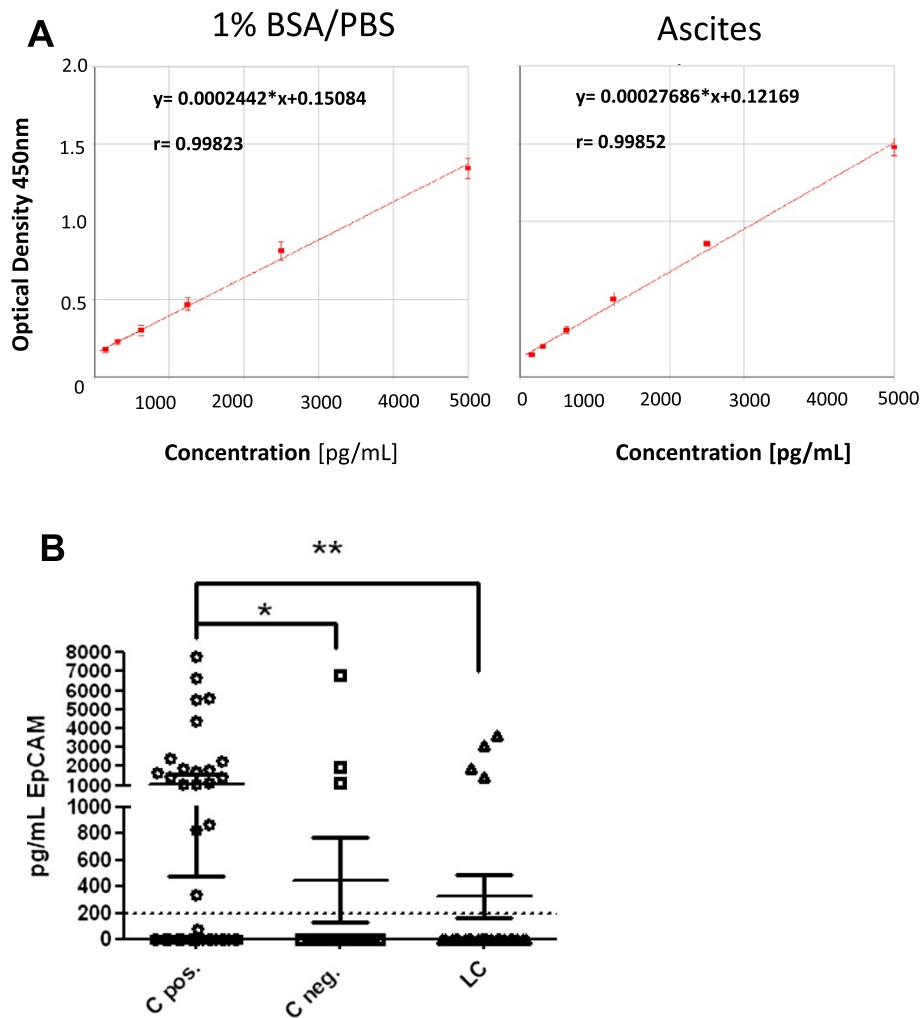 A
1% BSA/PBS
Ascites
Optical Density 450nm
2.0
1.5
1.0
0.5
0
y= 0.0002442*x+0.15084
r= 0.99823
1000
2000
3000
4000
5000
Concentration [pg/mL]
y= 0.00027686*x+0.12169
r= 0.99852
0
1000
2000
3000
4000
5000
Concentration [pg/mL]
B
**
*
pg/mL EpCAM
8000
7000
6000
5000
4000
3000
2000
1000
1000
800
600
400
200
0
C pos.
C neg.
LC